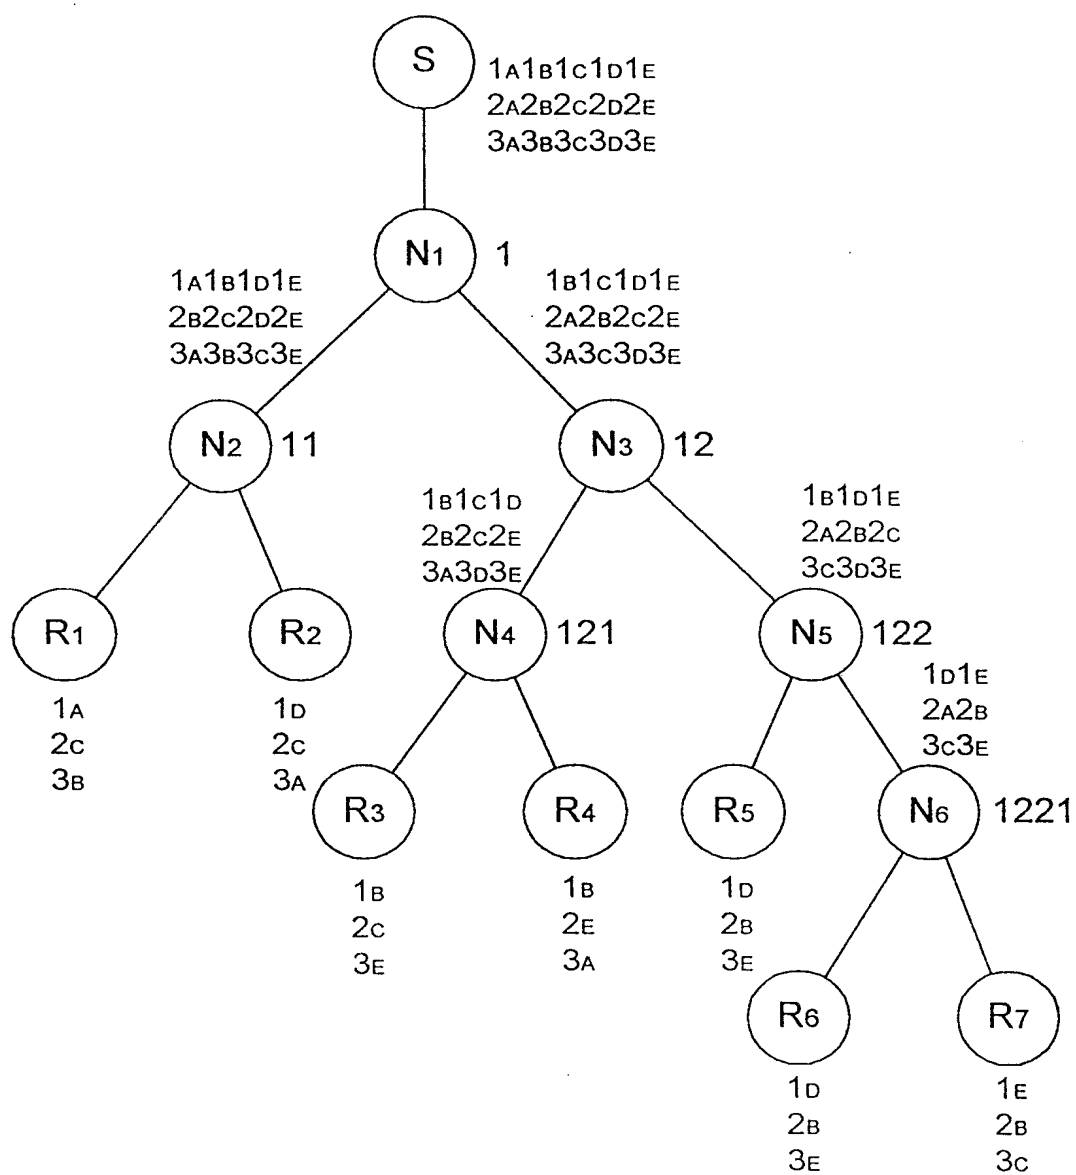 S
1A1B1C1D1E
2A2B2C2D2E
3A3B3C3D3E
N1 1
1A1B1D1E
2B2C2D2E
3A3B3C3E
1B1C1D1E
2A2B2C2E
3A3C3D3E
N2 11
N3 12
1B1C1D
2B2C2E
3A3D3E
1B1D1E
2A2B2C
3C3D3E
R1
R2
N4 121
N5 122
1A
2C
3B
1D
2C
3A
1D1E
2A2B
3C3E
R3
R4
R5
N6 1221
1B
2C
3E
1B
2E
3A
1D
2B
3E
R6
R7
1D
2B
3E
1E
2B
3C